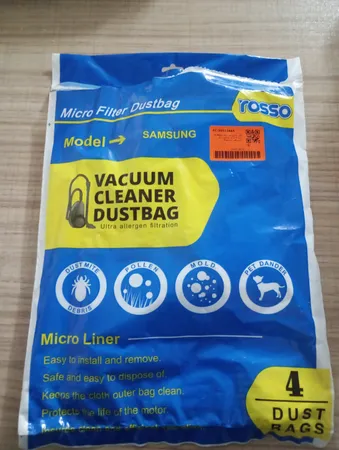 Micro Filter Dustbag
rosso
Model → SAMSUNG
VACUUM
CLEANER
DUSTBAG
Ultra allergen filtration
DUSTMITE
DEBRIS
POLLEN
MOLD
PET DANDER
Micro Liner
Easy to install and remove.
Safe and easy to dispose of.
Keeps the cloth outer bag clean.
Protects the life of the motor.
4
DUST
BAGS